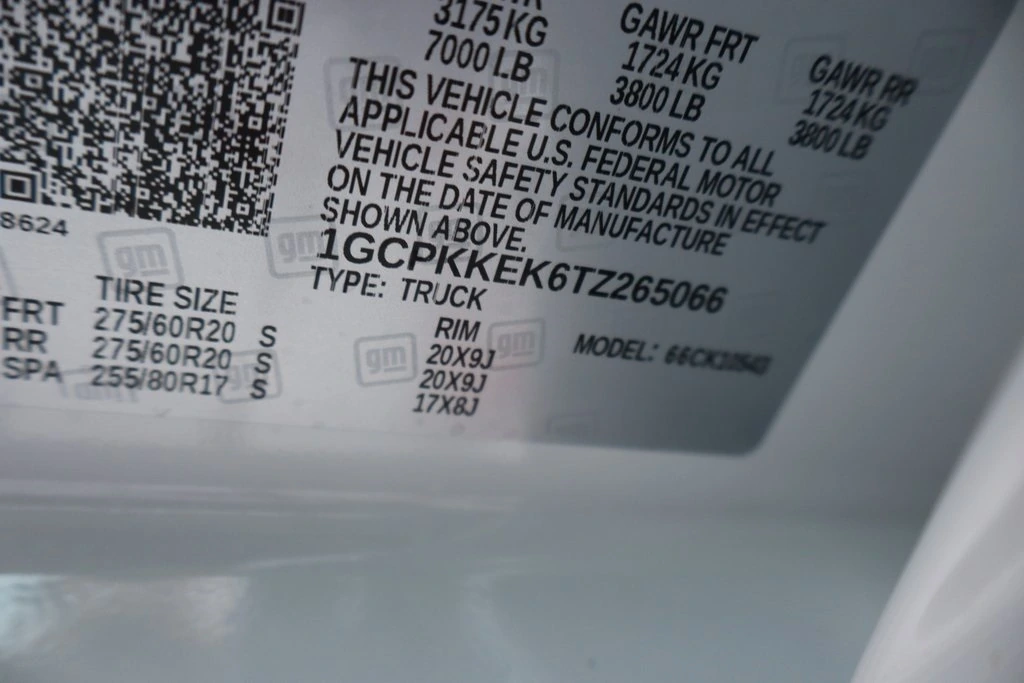 3175 KG
7000 LB
GAWR FRT
1724 KG
3800 LB
GAWR RR
1724 KG
3800 LB
THIS VEHICLE CONFORMS TO ALL
APPLICABLE U.S. FEDERAL MOTOR
VEHICLE SAFETY STANDARDS IN EFFECT
ON THE DATE OF MANUFACTURE
SHOWN ABOVE.
1GCPKKEK6TZ265066
TYPE: TRUCK
8624
TIRE SIZE RIM
FRT 275/60R20 S 20X9J
RR 275/60R20 S 20X9J
SPA 255/80R17 S 17X8J
MODEL:
gm
gm
gm
gm